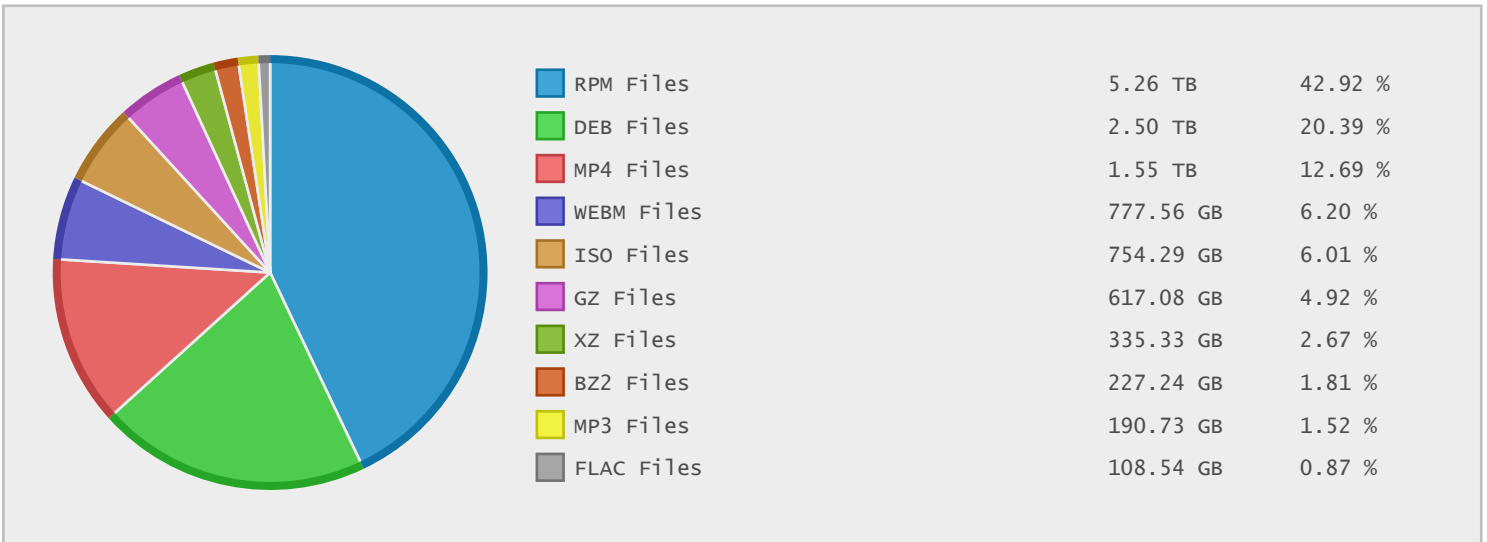 RPM Files 5.26 TB 42.92 %
DEB Files 2.50 TB 20.39 %
MP4 Files 1.55 TB 12.69 %
WEBM Files 777.56 GB 6.20 %
ISO Files 754.29 GB 6.01 %
GZ Files 617.08 GB 4.92 %
XZ Files 335.33 GB 2.67 %
BZ2 Files 227.24 GB 1.81 %
MP3 Files 190.73 GB 1.52 %
FLAC Files 108.54 GB 0.87 %